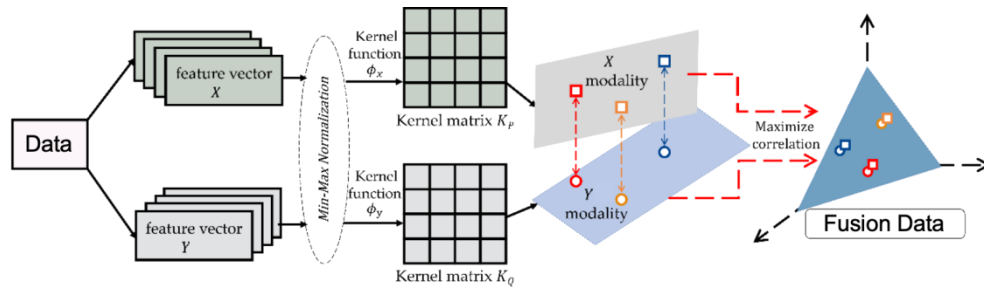 Data
feature vector
X
feature vector
Y
Min-Max Normalization
Kernel
function
ϕx
Kernel
function
ϕy
Kernel matrix KP
Kernel matrix KQ
X
modality
Y
modality
Maximize
correlation
Fusion Data